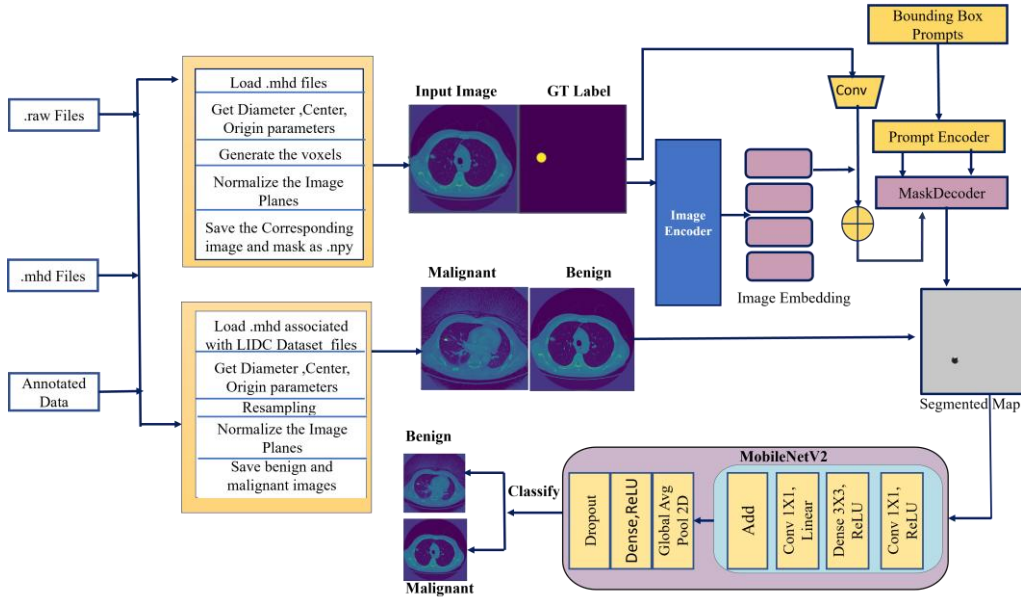 .raw Files
.mhd Files
Annotated
Data
Load .mhd files
Get Diameter ,Center,
Origin parameters
Generate the voxels
Normalize the Image
Planes
Save the Corresponding
image and mask as .npy
Load .mhd associated
with LIDC Dataset files
Get Diameter ,Center,
Origin parameters
Resampling
Normalize the Image
Planes
Save benign and
malignant images
Input Image
GT Label
Malignant
Benign
Image
Encoder
Image Embedding
Conv
Bounding Box
Prompts
Prompt Encoder
MaskDecoder
Segmented Map
MobileNetV2
Dropout
Dense,ReLU
Global Avg
Pool 2D
Add
Conv 1X1,
Linear
Dense 3X3,
ReLU
Conv 1X1,
ReLU
Classify
Benign
Malignant